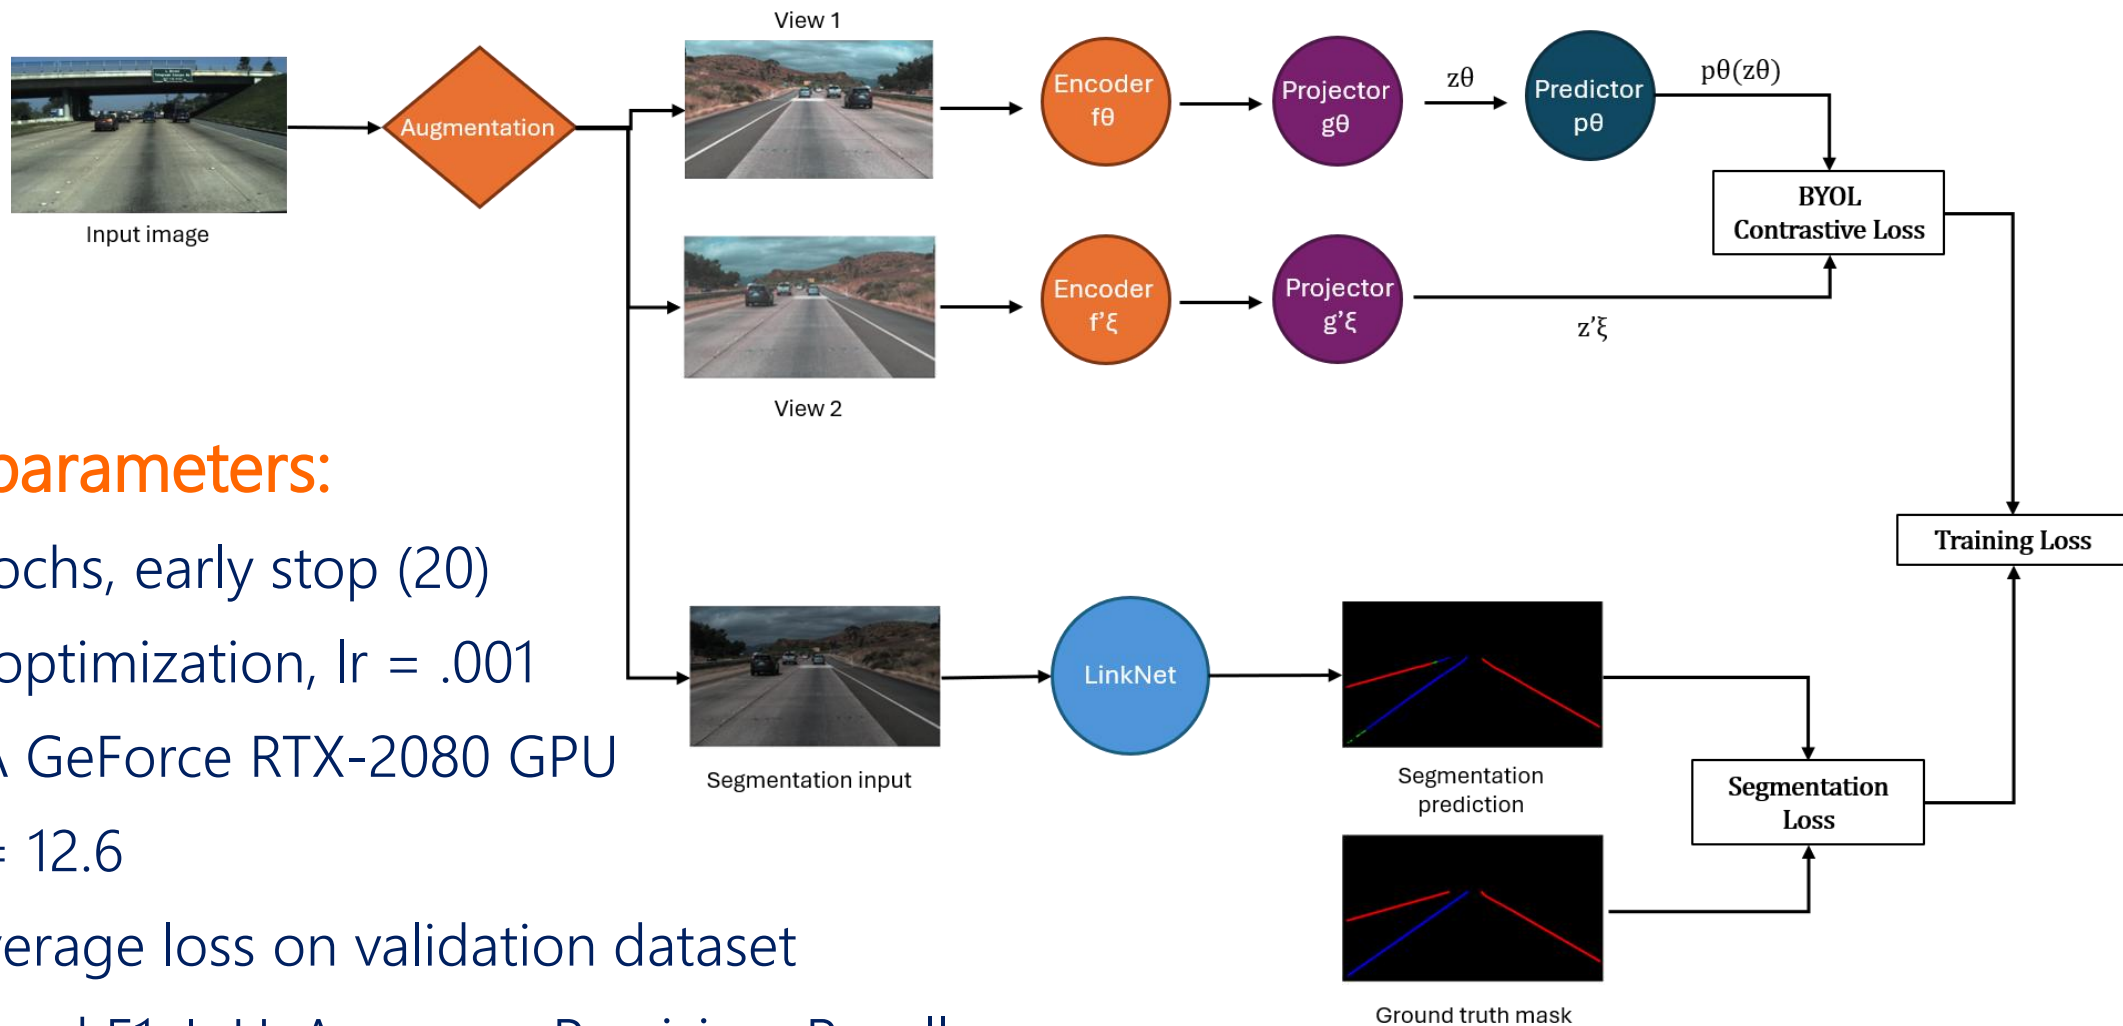 View 1
Input image
Augmentation
Encoder
fθ
Projector
gθ
zθ
Predictor
pθ
pθ(zθ)
BYOL
Contrastive Loss
View 2
Encoder
f'ξ
Projector
g'ξ
z'ξ
parameters:
ochs, early stop (20)
optimization, lr = .001
A GeForce RTX-2080 GPU
= 12.6
verage loss on validation dataset
Segmentation input
LinkNet
Segmentation
prediction
Ground truth mask
Segmentation
Loss
Training Loss